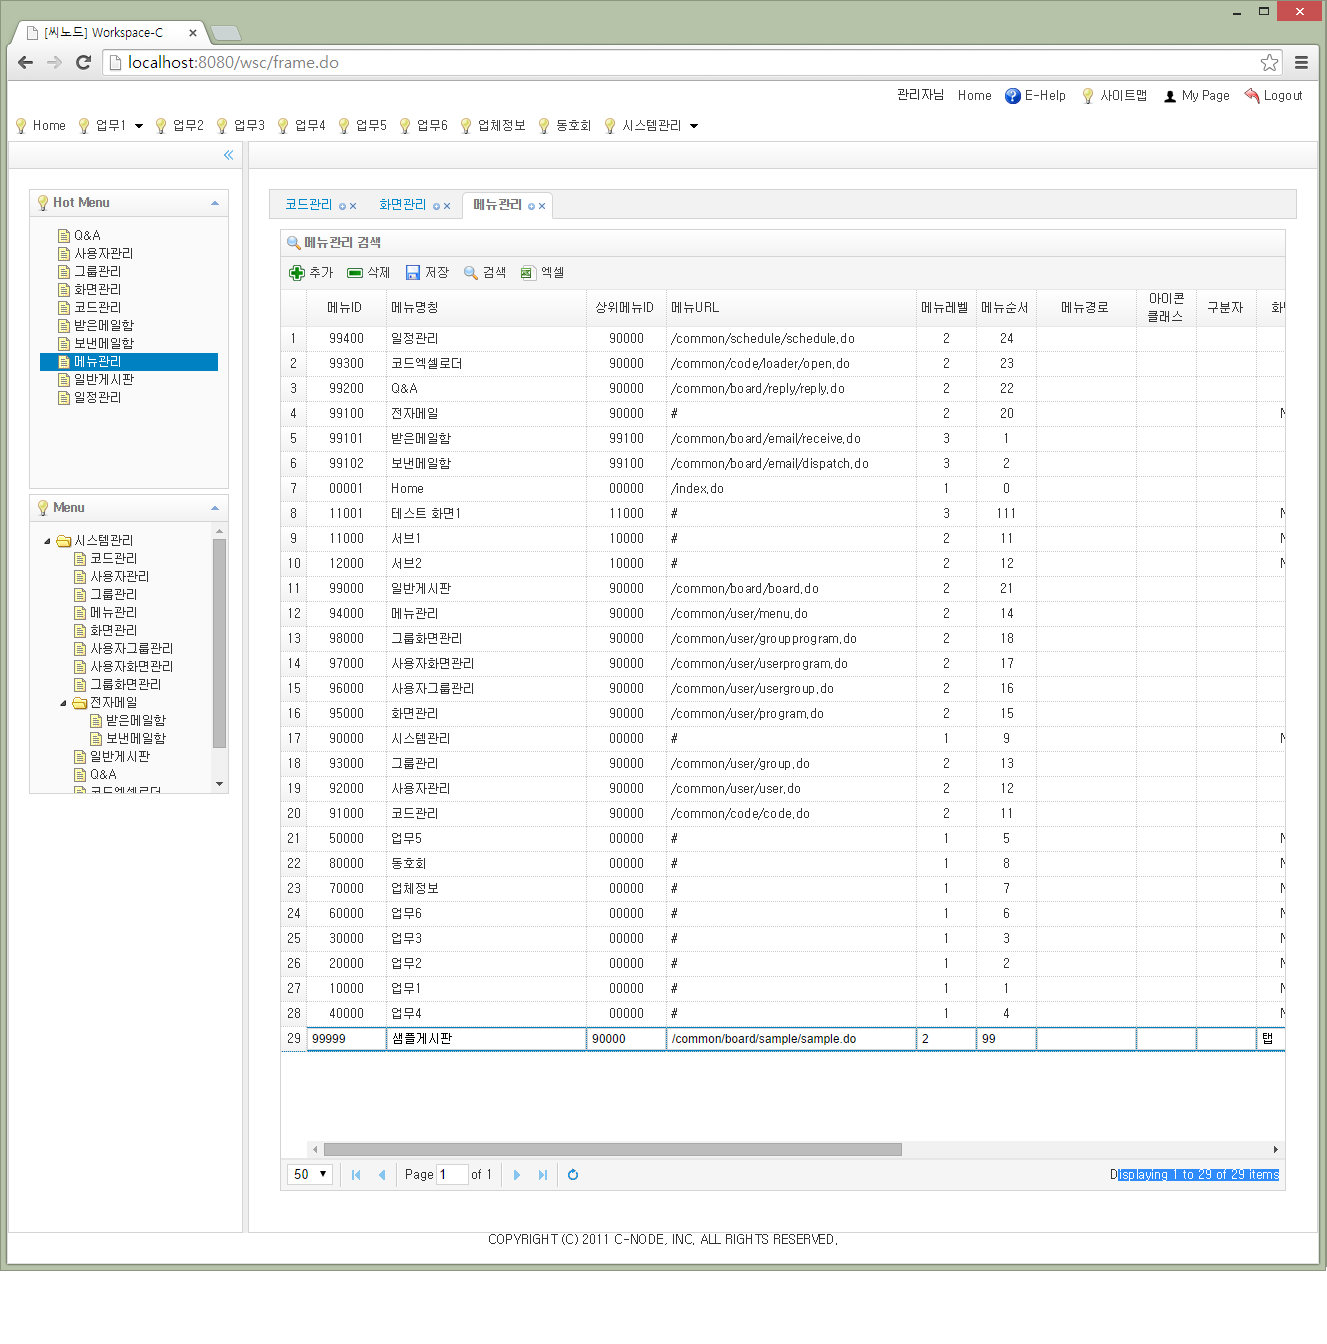 [씨노드] Workspace-C
localhost:8080/wsc/frame.do
관리자님 Home E-Help 사이트맵 My Page Logout
Home 업무1 업무2 업무3 업무4 업무5 업무6 업체정보 동호회 시스템관리
Hot Menu
Q&A
사용자관리
그룹관리
화면관리
코드관리
받은메일함
보낸메일함
메뉴관리
일반게시판
일정관리
Menu
시스템관리
코드관리
사용자관리
그룹관리
메뉴관리
화면관리
사용자그룹관리
사용자화면관리
그룹화면관리
전자메일
받은메일함
보낸메일함
일반게시판
Q&A
코드엑셀로더
코드관리 화면관리 메뉴관리
메뉴관리 검색
추가 삭제 저장 검색 엑셀
메뉴ID 메뉴명칭 상위메뉴ID 메뉴URL 메뉴레벨 메뉴순서 메뉴경로 아이콘 클래스 구분자
1 99400 일정관리 90000 /common/schedule/schedule.do 2 24
2 99300 코드엑셀로더 90000 /common/code/loader/open.do 2 23
3 99200 Q&A 90000 /common/board/reply/reply.do 2 22
4 99100 전자메일 90000 # 2 20
5 99101 받은메일함 99100 /common/board/email/receive.do 3 1
6 99102 보낸메일함 99100 /common/board/email/dispatch.do 3 2
7 00001 Home 00000 /index.do 1 0
8 11001 테스트 화면1 11000 # 3 111
9 11000 서브1 10000 # 2 11
10 12000 서브2 10000 # 2 12
11 99000 일반게시판 90000 /common/board/board.do 2 21
12 94000 메뉴관리 90000 /common/user/menu.do 2 14
13 98000 그룹화면관리 90000 /common/user/groupprogram.do 2 18
14 97000 사용자화면관리 90000 /common/user/userprogram.do 2 17
15 96000 사용자그룹관리 90000 /common/user/usergroup.do 2 16
16 95000 화면관리 90000 /common/user/program.do 2 15
17 90000 시스템관리 00000 # 1 9
18 93000 그룹관리 90000 /common/user/group.do 2 13
19 92000 사용자관리 90000 /common/user/user.do 2 12
20 91000 코드관리 90000 /common/code/code.do 2 11
21 50000 업무5 00000 # 1 5
22 80000 동호회 00000 # 1 8
23 70000 업체정보 00000 # 1 7
24 60000 업무6 00000 # 1 6
25 30000 업무3 00000 # 1 3
26 20000 업무2 00000 # 1 2
27 10000 업무1 00000 # 1 1
28 40000 업무4 00000 # 1 4
29 99999 샘플게시판 90000 /common/board/sample/sample.do 2 99 탭
50 Page 1 of 1 Displaying 1 to 29 of 29 items
COPYRIGHT (C) 2011 C-NODE, INC. ALL RIGHTS RESERVED.